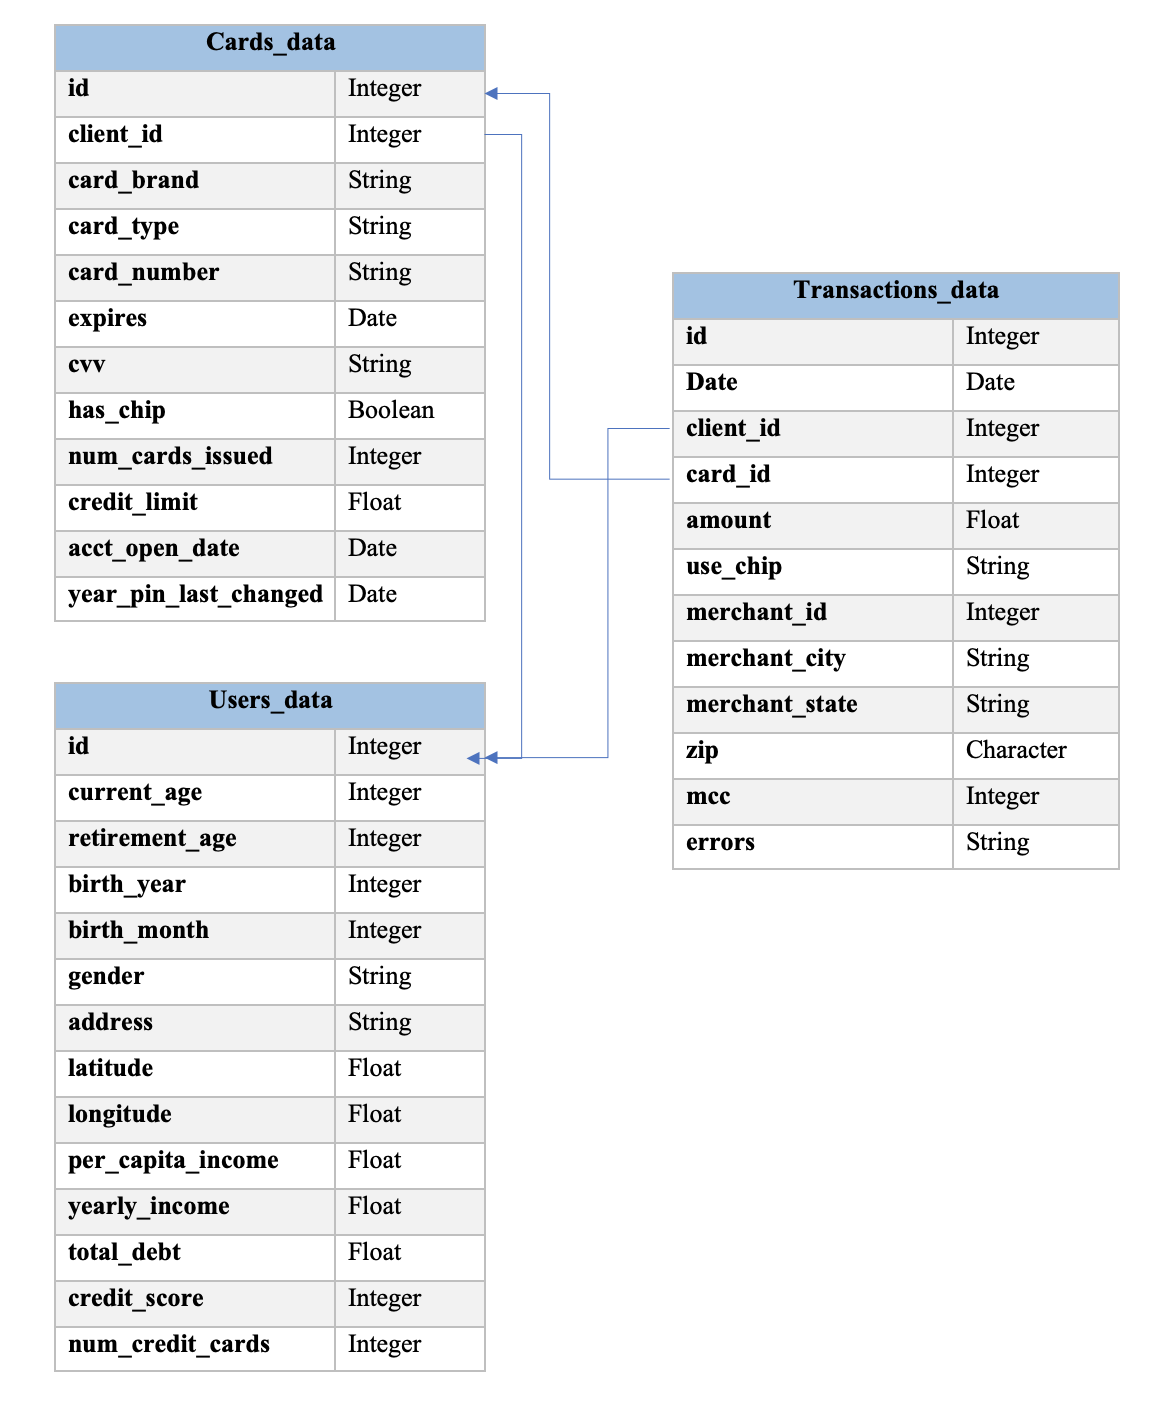 Cards_data
id Integer
client_id Integer
card_brand String
card_type String
card_number String
expires Date
cvv String
has_chip Boolean
num_cards_issued Integer
credit_limit Float
acct_open_date Date
year_pin_last_changed Date
Transactions_data
id Integer
Date Date
client_id Integer
card_id Integer
amount Float
use_chip String
merchant_id Integer
merchant_city String
merchant_state String
zip Character
mcc Integer
errors String
Users_data
id Integer
current_age Integer
retirement_age Integer
birth_year Integer
birth_month Integer
gender String
address String
latitude Float
longitude Float
per_capita_income Float
yearly_income Float
total_debt Float
credit_score Integer
num_credit_cards Integer